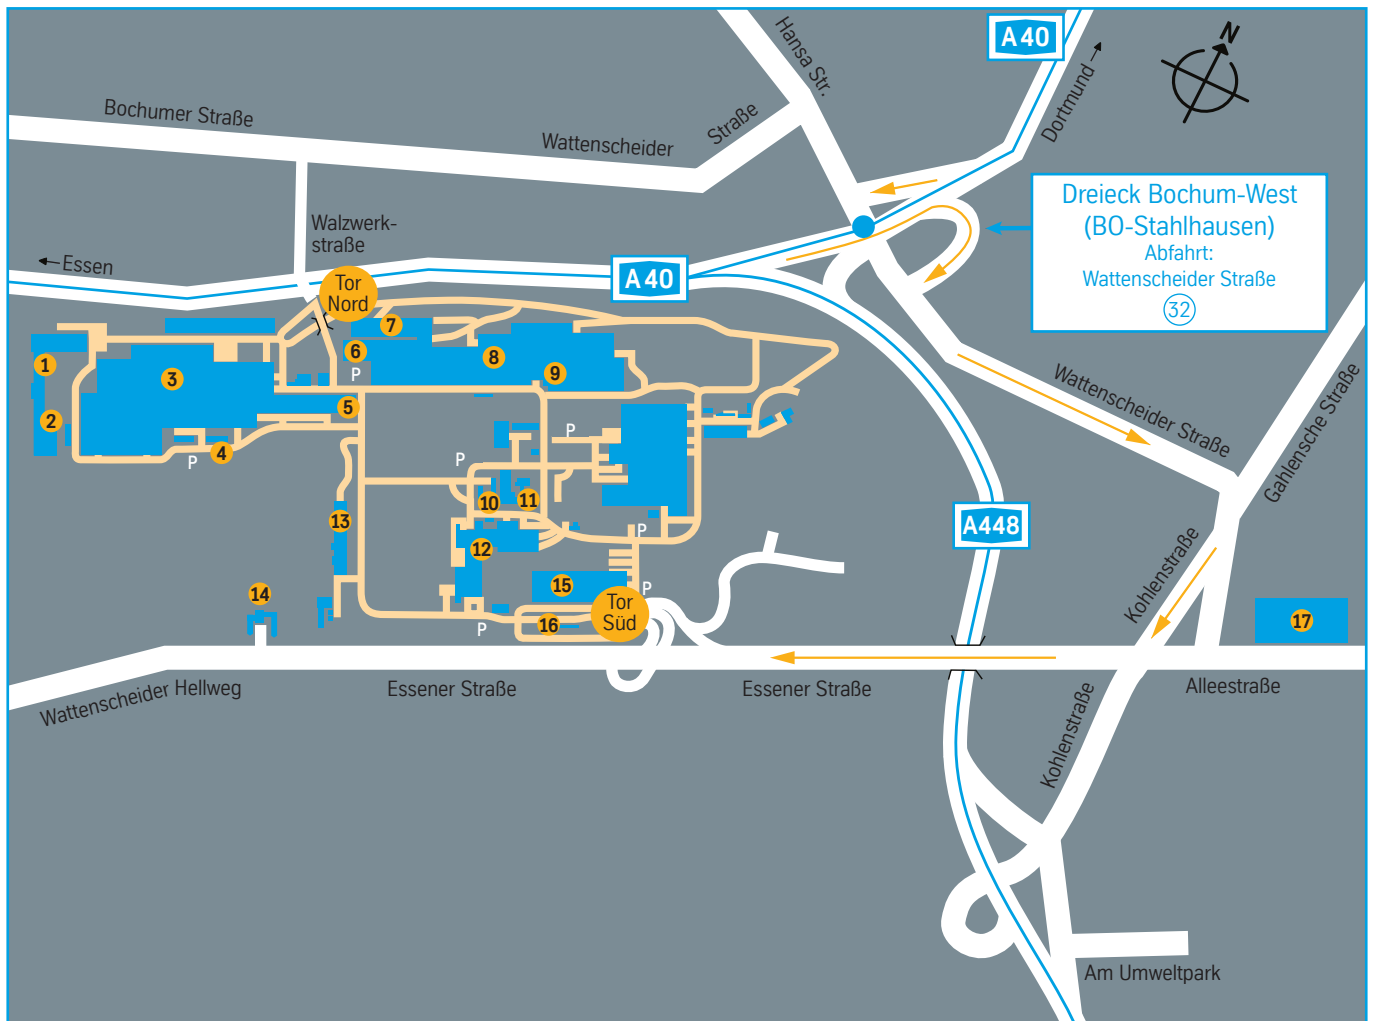 A 40
N
Hansa Str.
Dortmund
Bochumer Straße
Wattenscheider
Straße
Dreieck Bochum-West
(BO-Stahlhausen)
Abfahrt:
Wattenscheider Straße
32
Walzwerk-
straße
Essen
A 40
Tor
Nord
7
6
8
9
1
3
P
5
2
4
P
P
P
Wattenscheider Straße
Gahlensche Straße
10
11
13
12
P
A448
15
P
14
Tor
Süd
16
P
Kohlenstraße
17
Wattenscheider Hellweg
Essener Straße
Essener Straße
Alleestraße
Kohlenstraße
Am Umweltpark